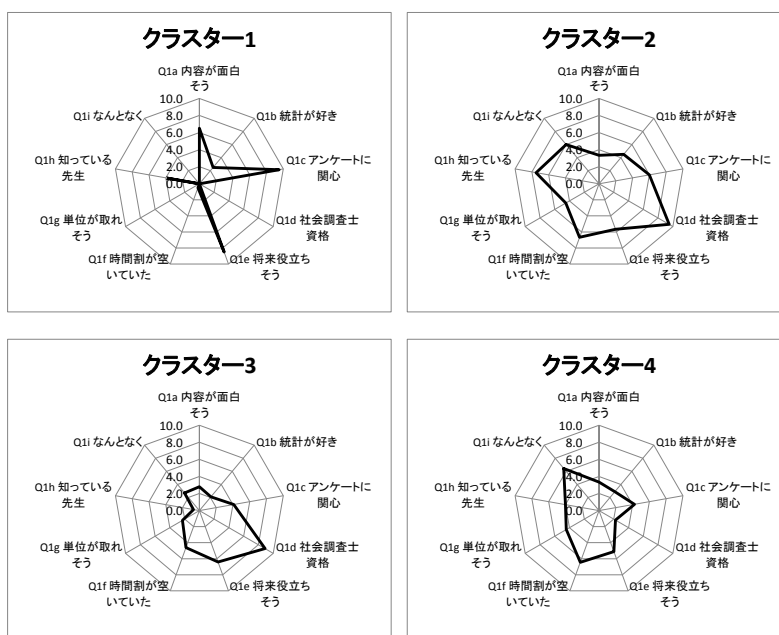 クラスター1
Q1a 内容が面白
そう
10.0
8.0
6.0
4.0
2.0
0.0
Q1b 統計が好き
Q1c アンケートに
関心
Q1d 社会調査士
資格
Q1e 将来役立ち
そう
Q1f 時間割が空
いていた
Q1g 単位が取れ
そう
Q1h 知っている
先生
Q1i なんとなく
クラスター2
Q1a 内容が面白
そう
10.0
8.0
6.0
4.0
2.0
0.0
Q1b 統計が好き
Q1c アンケートに
関心
Q1d 社会調査士
資格
Q1e 将来役立ち
そう
Q1f 時間割が空
いていた
Q1g 単位が取れ
そう
Q1h 知っている
先生
Q1i なんとなく
クラスター3
Q1a 内容が面白
そう
10.0
8.0
6.0
4.0
2.0
0.0
Q1b 統計が好き
Q1c アンケートに
関心
Q1d 社会調査士
資格
Q1e 将来役立ち
そう
Q1f 時間割が空
いていた
Q1g 単位が取れ
そう
Q1h 知っている
先生
Q1i なんとなく
クラスター4
Q1a 内容が面白
そう
10.0
8.0
6.0
4.0
2.0
0.0
Q1b 統計が好き
Q1c アンケートに
関心
Q1d 社会調査士
資格
Q1e 将来役立ち
そう
Q1f 時間割が空
いていた
Q1g 単位が取れ
そう
Q1h 知っている
先生
Q1i なんとなく